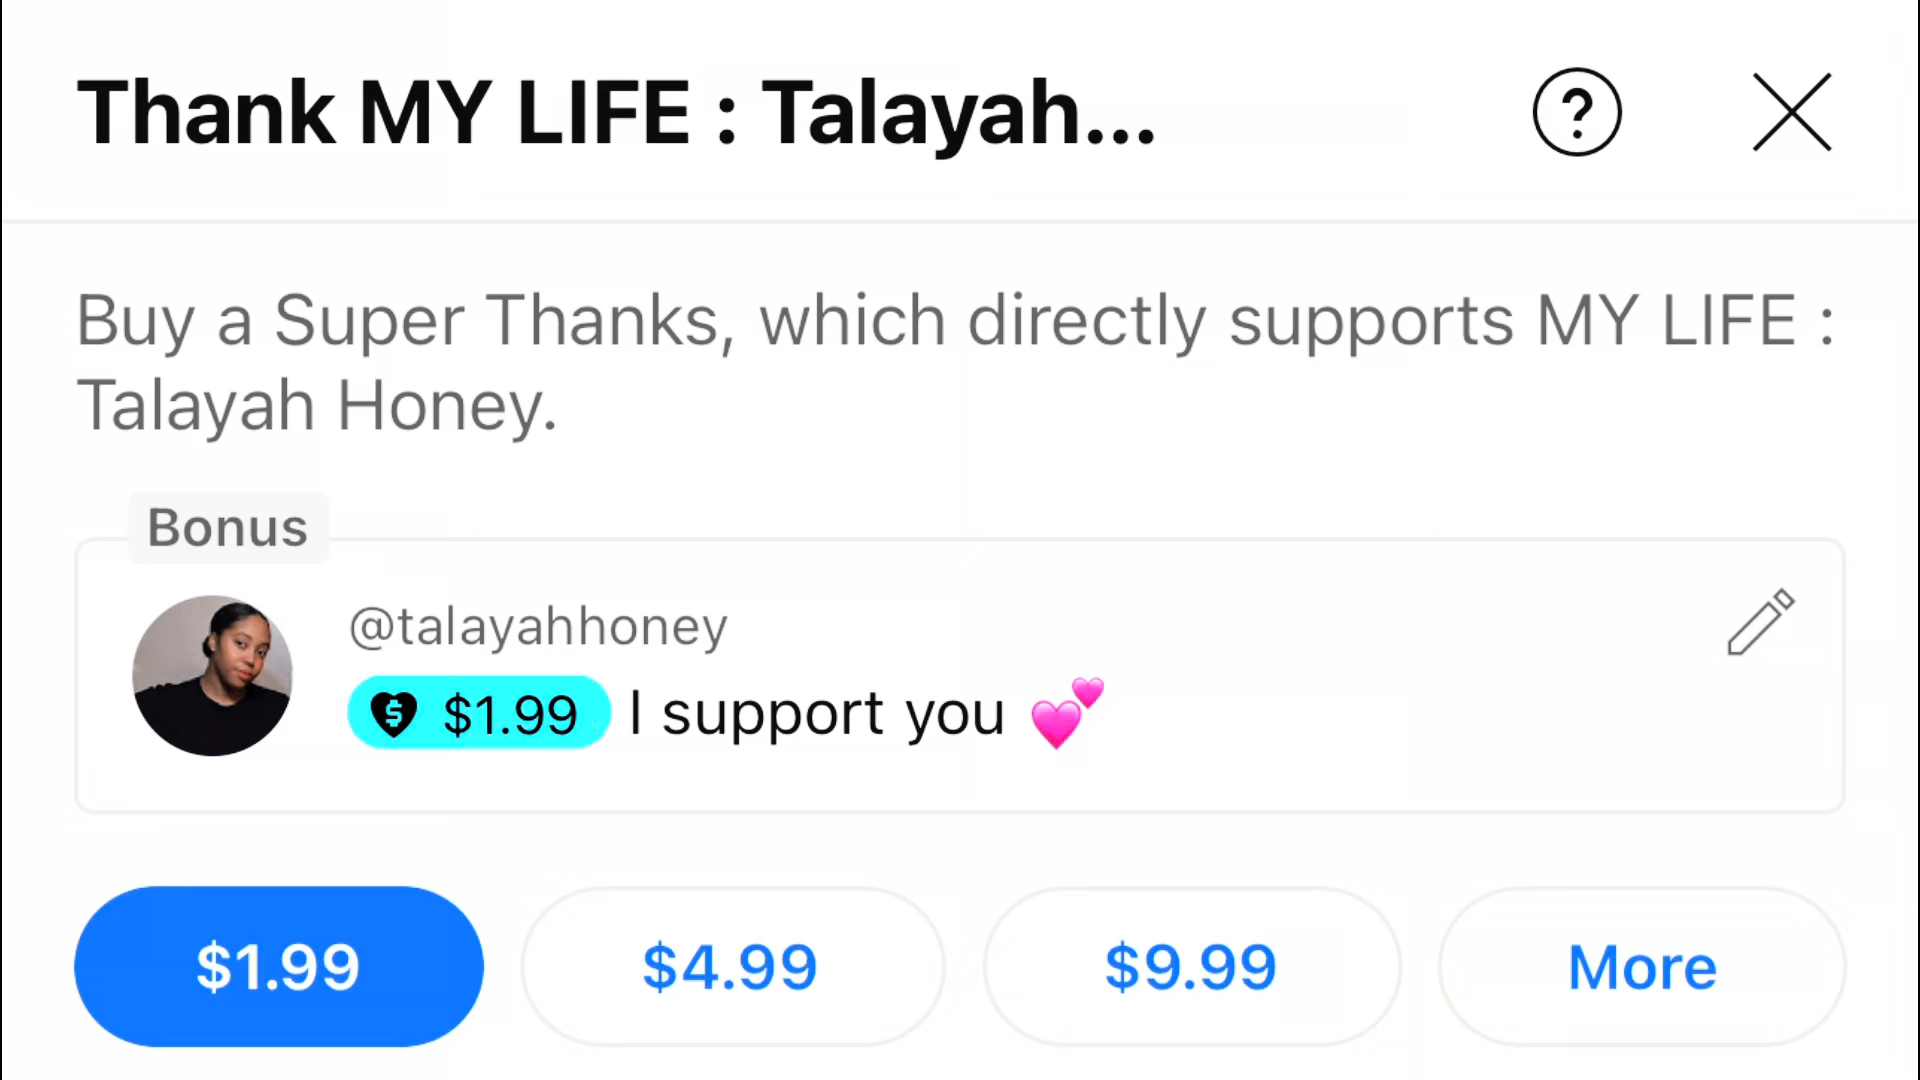 Thank MY LIFE : Talayah...
Buy a Super Thanks, which directly supports MY LIFE :
Talayah Honey.
Bonus
@talayahhoney
$1.99 I support you 💕
$1.99 $4.99 $9.99 More